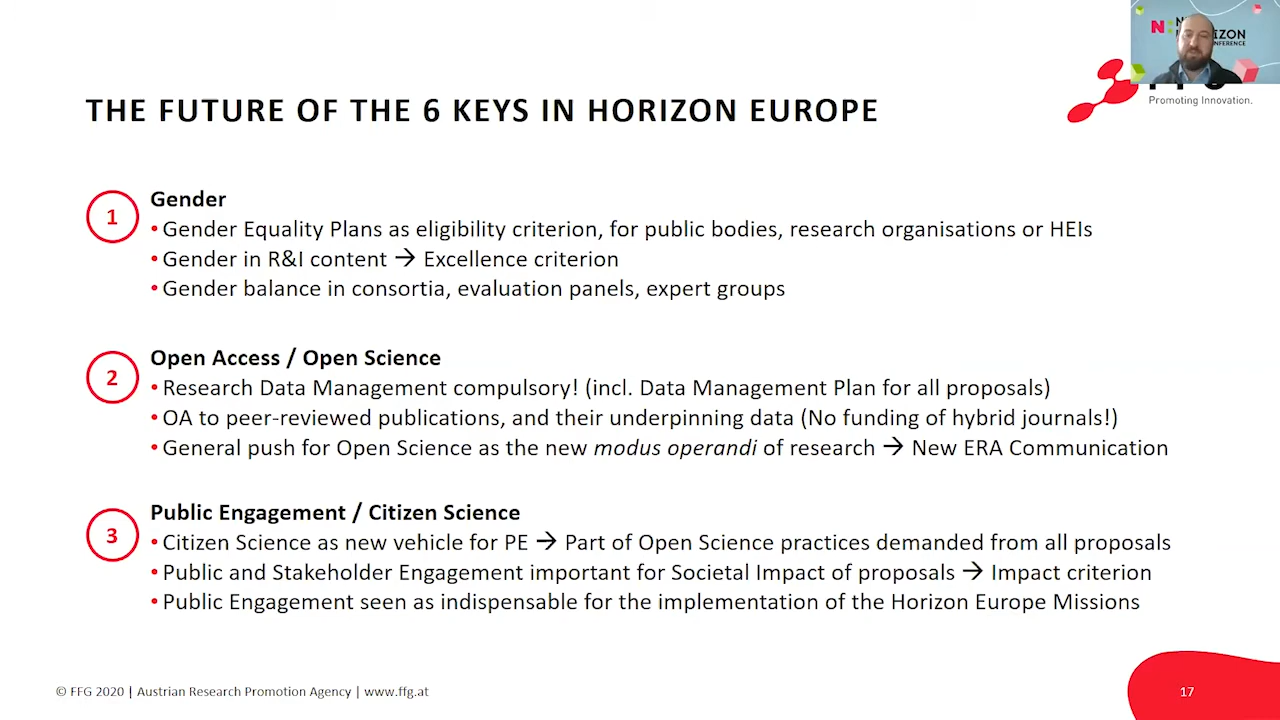 N:
IZON
NFERENCE
Promoting Innovation.
THE FUTURE OF THE 6 KEYS IN HORIZON EUROPE
1
Gender
• Gender Equality Plans as eligibility criterion, for public bodies, research organisations or HEIs
• Gender in R&I content → Excellence criterion
• Gender balance in consortia, evaluation panels, expert groups
2
Open Access / Open Science
• Research Data Management compulsory! (incl. Data Management Plan for all proposals)
• OA to peer-reviewed publications, and their underpinning data (No funding of hybrid journals!)
• General push for Open Science as the new modus operandi of research → New ERA Communication
3
Public Engagement / Citizen Science
• Citizen Science as new vehicle for PE → Part of Open Science practices demanded from all proposals
• Public and Stakeholder Engagement important for Societal Impact of proposals → Impact criterion
• Public Engagement seen as indispensable for the implementation of the Horizon Europe Missions
© FFG 2020 | Austrian Research Promotion Agency | www.ffg.at
17